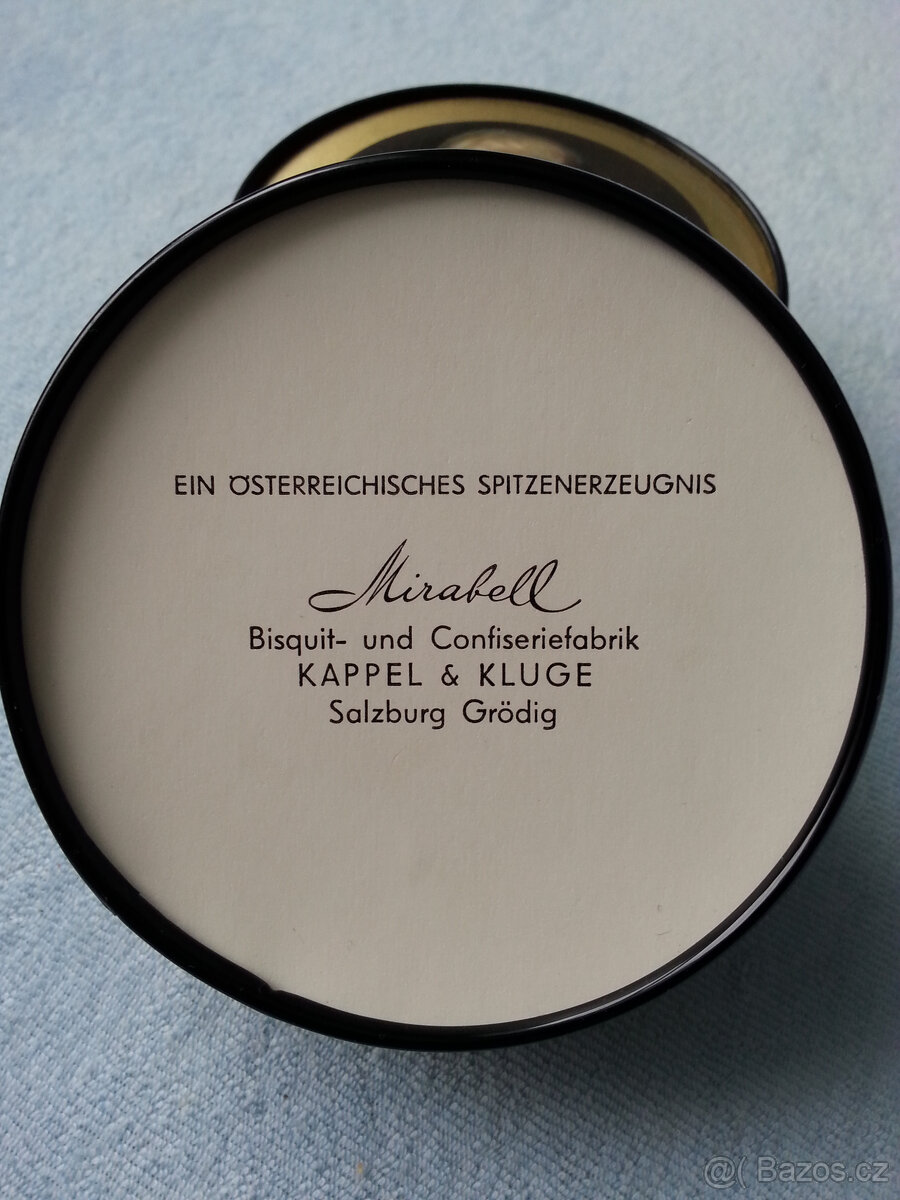 EIN ÖSTERREICHISCHES SPITZENERZEUGNIS
Mirabell
Bisquit- und Confiseriefabrik
KAPPEL & KLUGE
Salzburg Grödig
@( Bazos.cz